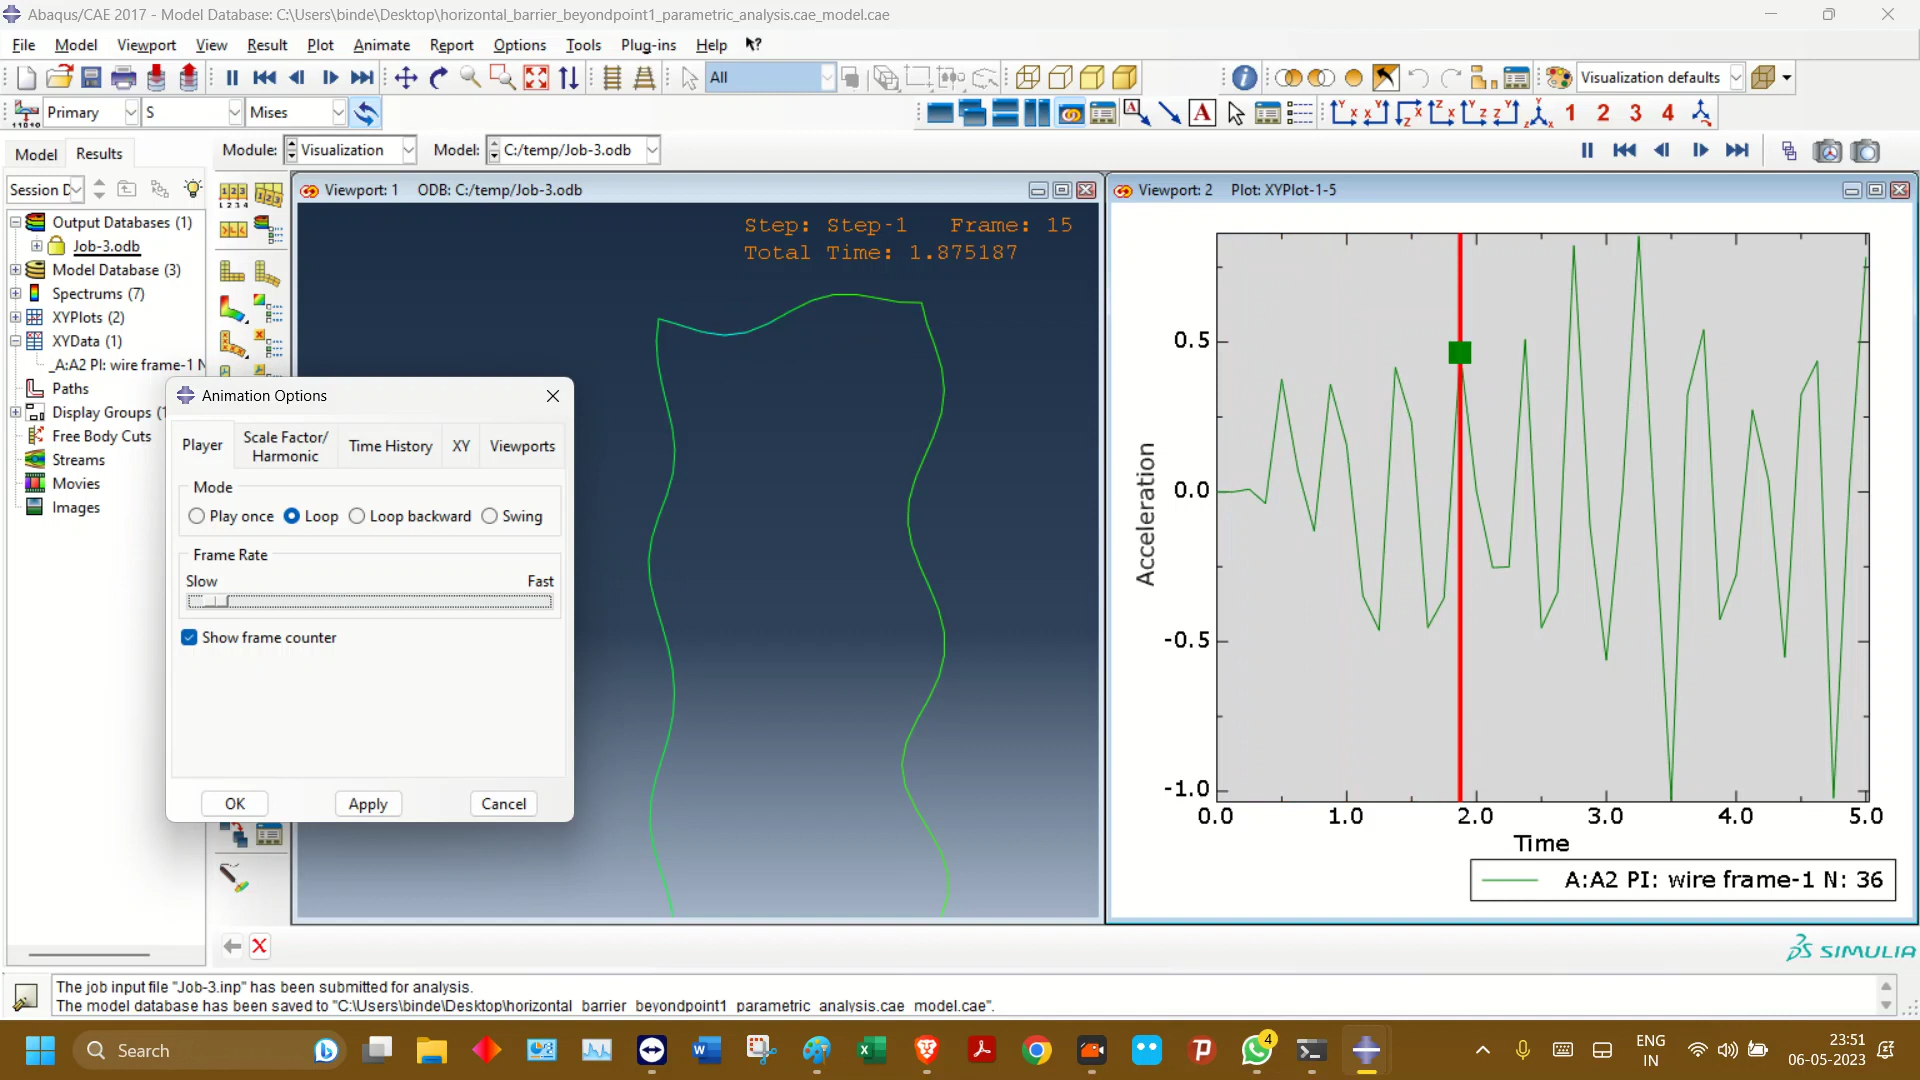 Abaqus/CAE 2017 - Model Database: C:\Users\binde\Desktop\horizontal_barrier_beyondpoint1_parametric_analysis.cae_model.cae
File Model Viewport View Result Plot Animate Report Options Tools Plug-ins Help
All
Visualization defaults
Primary S Mises
1 2 3 4
Model Results
Module: Visualization Model: C:/temp/Job-3.odb
Session D
Output Databases (1)
Job-3.odb
Model Database (3)
Spectrums (7)
XYPlots (2)
XYData (1)
_A:A2 PI: wire frame-1 N
Paths
Display Groups (1
Free Body Cuts
Streams
Movies
Images
Viewport: 1 ODB: C:/temp/Job-3.odb
Step: Step-1 Frame: 15
Total Time: 1.875187
Animation Options
Player
Scale Factor/
Harmonic
Time History
XY
Viewports
Mode
Play once Loop Loop backward Swing
Frame Rate
Slow Fast
Show frame counter
OK Apply Cancel
Viewport: 2 Plot: XYPlot-1-5
Acceleration
0.5
0.0
-0.5
-1.0
0.0 1.0 2.0 3.0 4.0 5.0
Time
A:A2 PI: wire frame-1 N: 36
SIMULIA
The job input file "Job-3.inp" has been submitted for analysis.
The model database has been saved to "C:\Users\binde\Desktop\horizontal_barrier_beyondpoint1_parametric_analysis.cae_model.cae".
Search
4
ENG
IN
23:51
06-05-2023